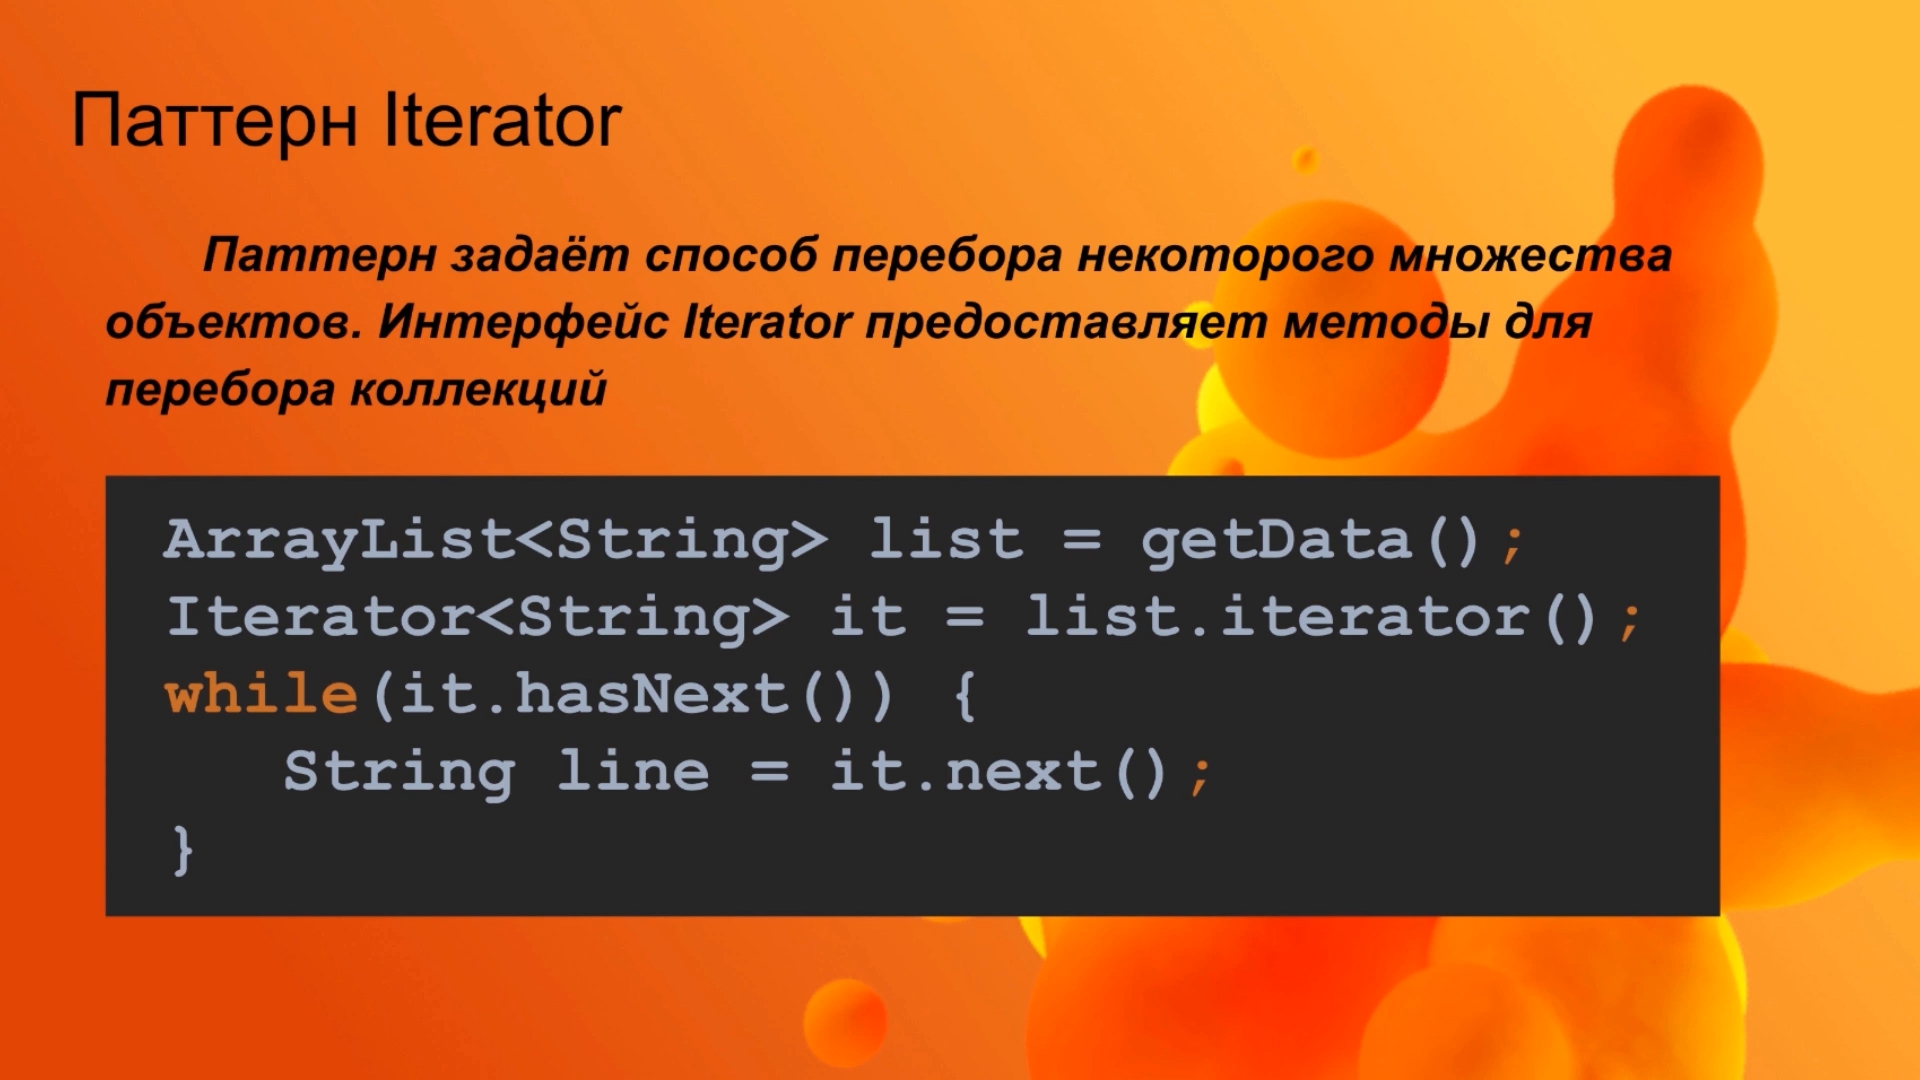 Паттерн Iterator
Паттерн задаёт способ перебора некоторого множества
объектов. Интерфейс Iterator предоставляет методы для
перебора коллекций
ArrayList<String> list = getData();
Iterator<String> it = list.iterator();
while(it.hasNext()) {
   String line = it.next();
}